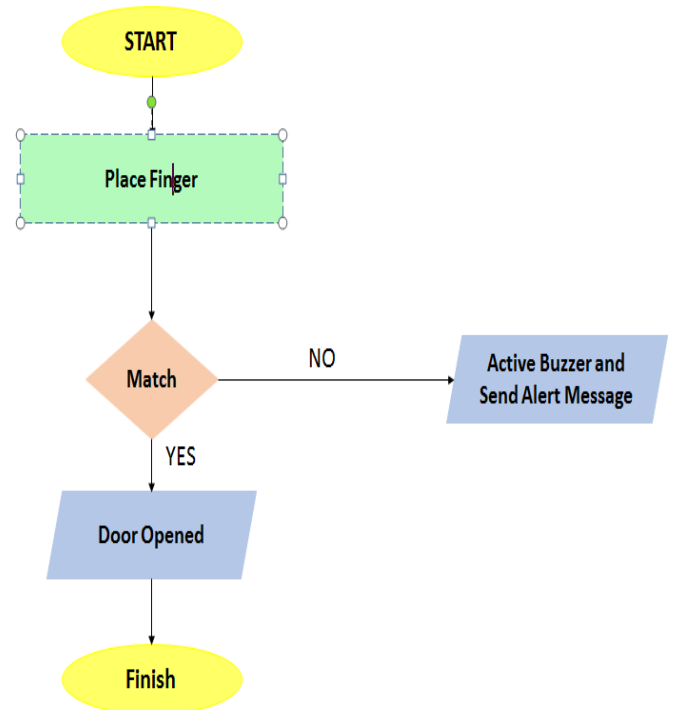 START
Place Finger
Match
NO
Active Buzzer and
Send Alert Message
YES
Door Opened
Finish